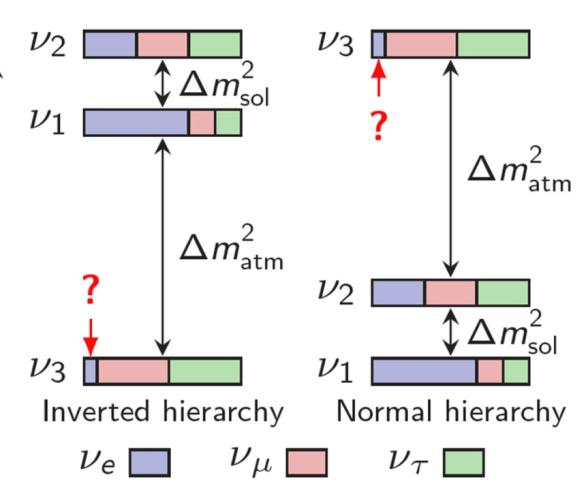 ν2
Δm²sol
ν1
Δm²atm
?
ν3
Inverted hierarchy
ν3
?
Δm²atm
ν2
Δm²sol
ν1
Normal hierarchy
νe νμ ντ